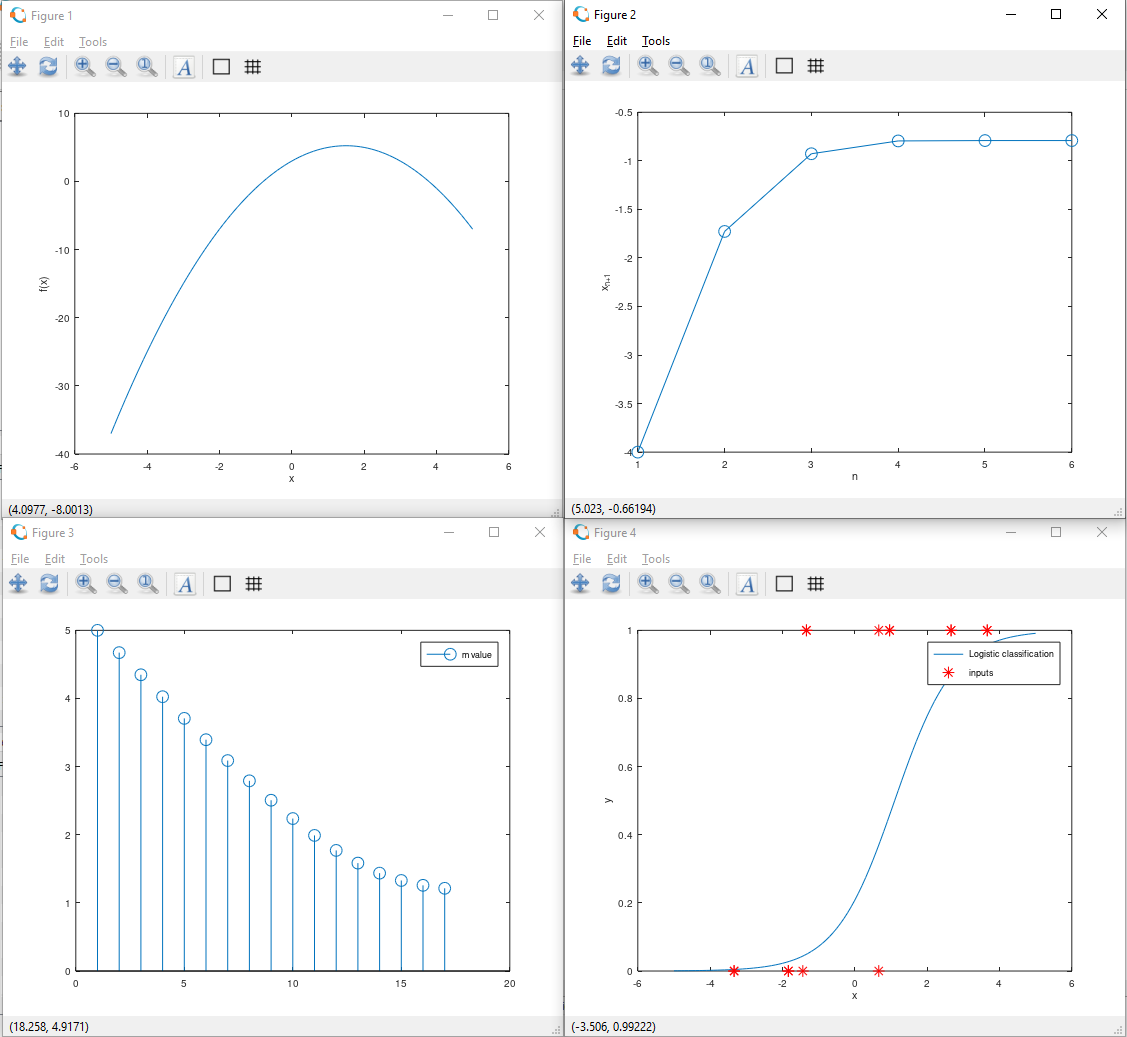 Figure 1
File Edit Tools
A
10
0
-10
-20
-30
-40
f(x)
-6 -4 -2 0 2 4 6
x
(4.0977, -8.0013)
Figure 2
File Edit Tools
A
-0.5
-1
-1.5
-2
-2.5
-3
-3.5
-4
xn+1
1 2 3 4 5 6
n
(5.023, -0.66194)
Figure 3
File Edit Tools
A
5
4
3
2
1
0
m value
0 5 10 15 20
(18.258, 4.9171)
Figure 4
File Edit Tools
A
1
0.8
0.6
0.4
0.2
0
y
Logistic classification
inputs
-6 -4 -2 0 2 4 6
x
(-3.506, 0.99222)